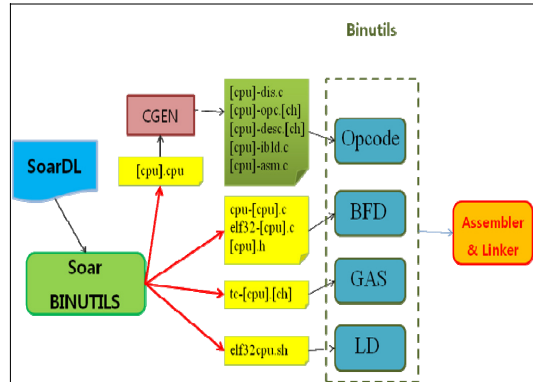 Binutils
CGEN
[cpu]-dis.c
[cpu]-opc.[ch]
[cpu]-desc.[ch]
[cpu]-ibld.c
[cpu]-asm.c
Opcode
SoarDL
[cpu].cpu
cpu-[cpu].c
elf32-[cpu].c
[cpu].h
BFD
Assembler
& Linker
Soar
BINUTILS
tc-[cpu].[ch]
GAS
elf32cpu.sh
LD